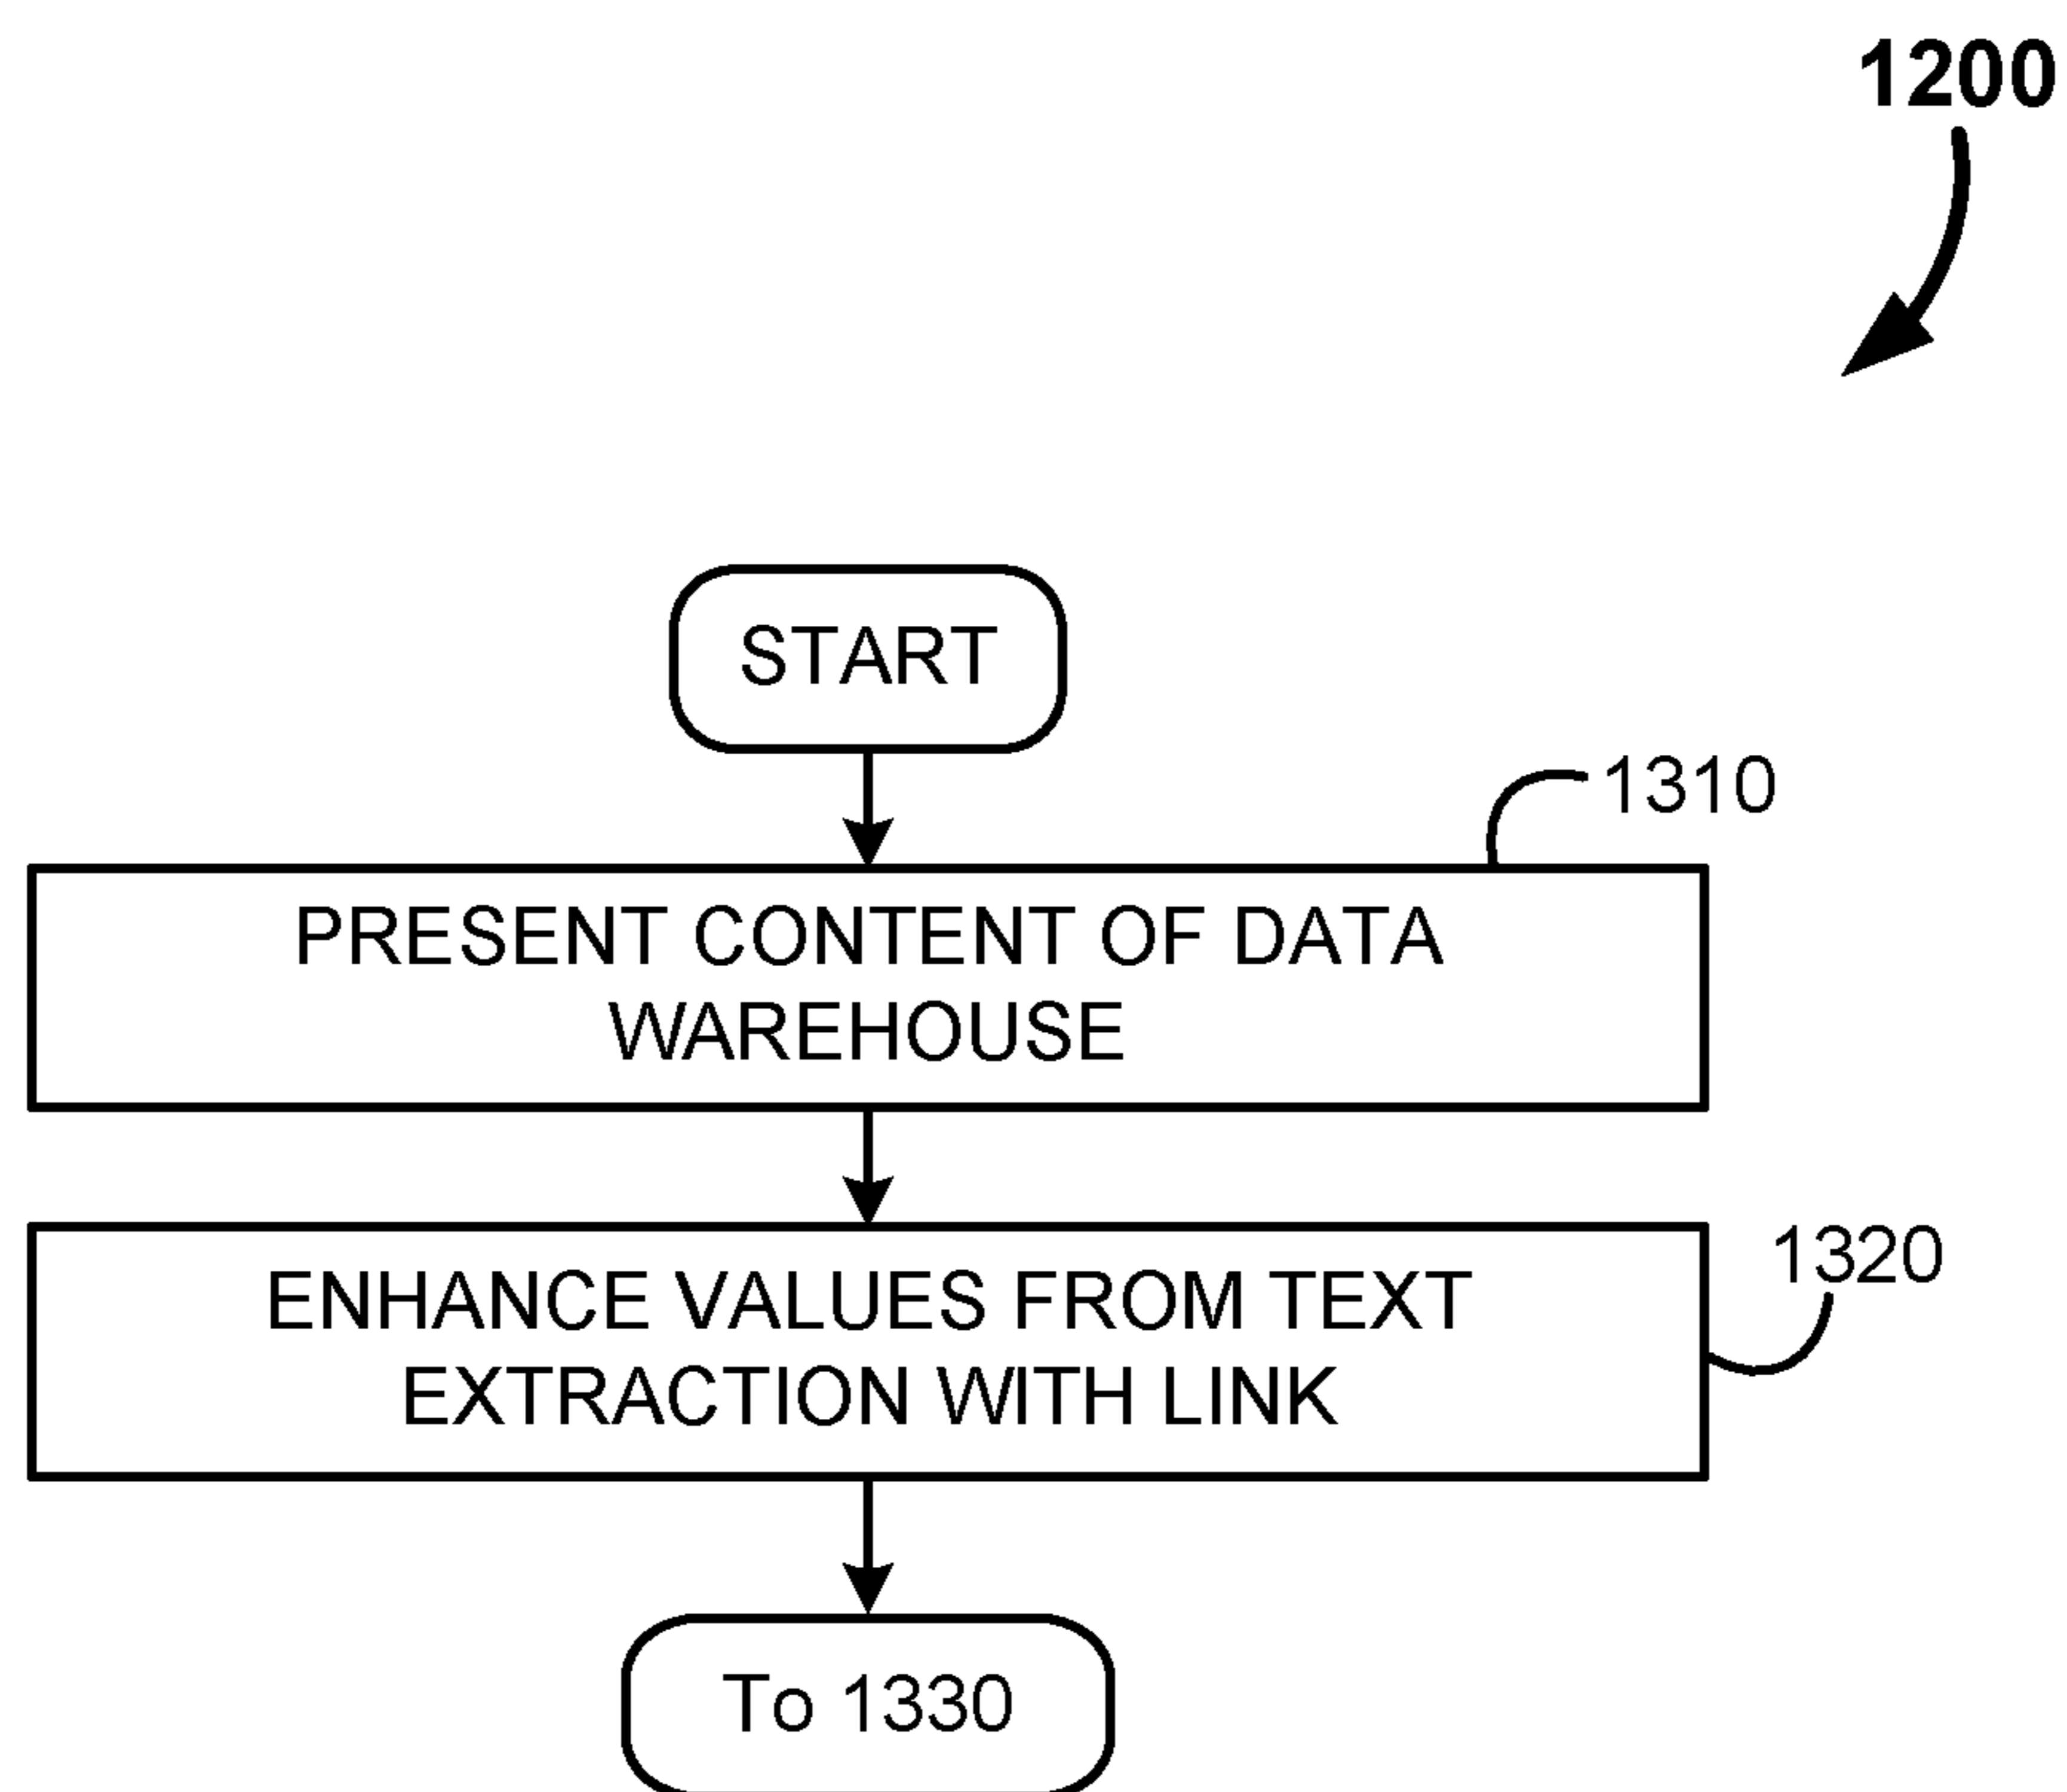 1200
START
1310
PRESENT CONTENT OF DATA
WAREHOUSE
1320
ENHANCE VALUES FROM TEXT
EXTRACTION WITH LINK
To 1330